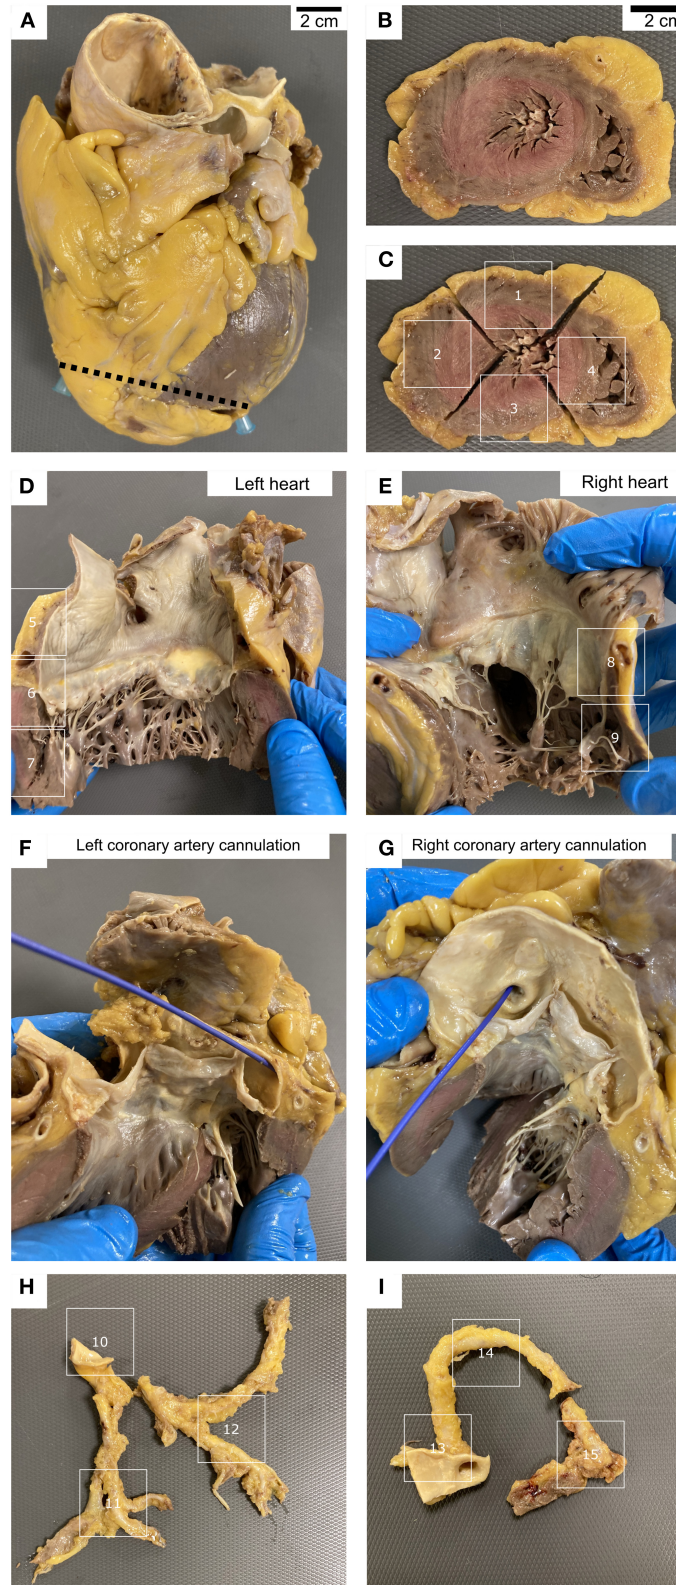 A
2 cm
B
2 cm
C
1
2
4
3
D
Left heart
5
6
7
E
Right heart
8
9
F
Left coronary artery cannulation
G
Right coronary artery cannulation
H
10
12
11
I
14
13
15